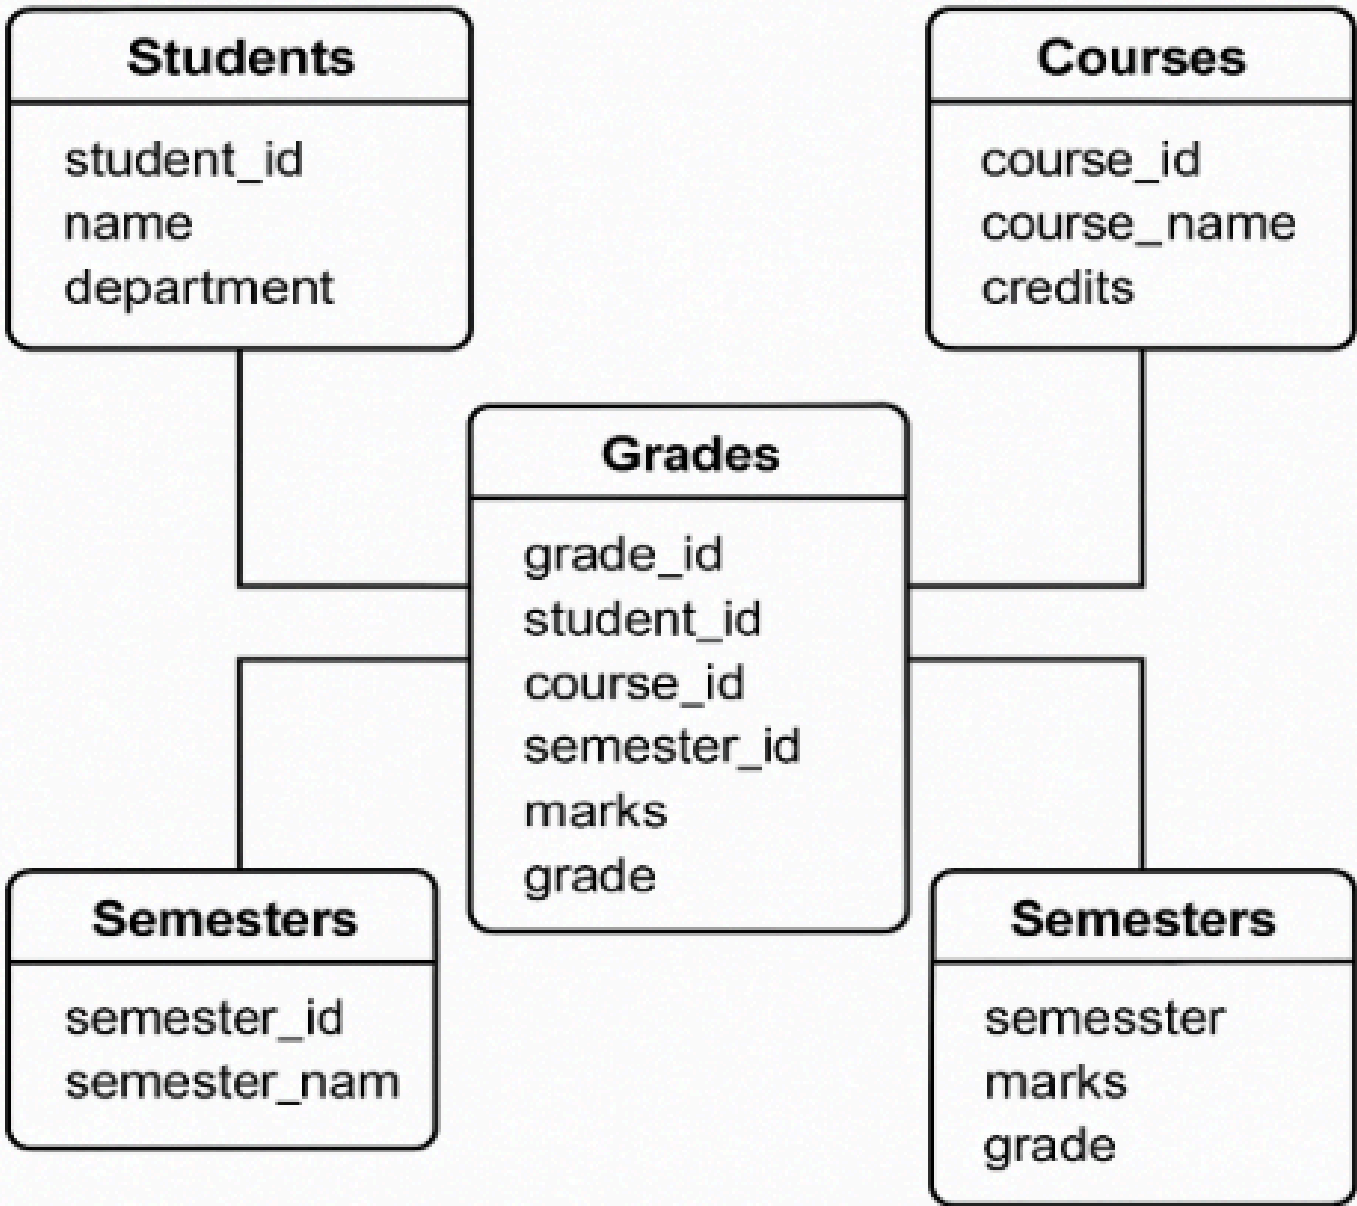 Students
student_id
name
department
Courses
course_id
course_name
credits
Grades
grade_id
student_id
course_id
semester_id
marks
grade
Semesters
semester_id
semester_nam
Semesters
semesster
marks
grade